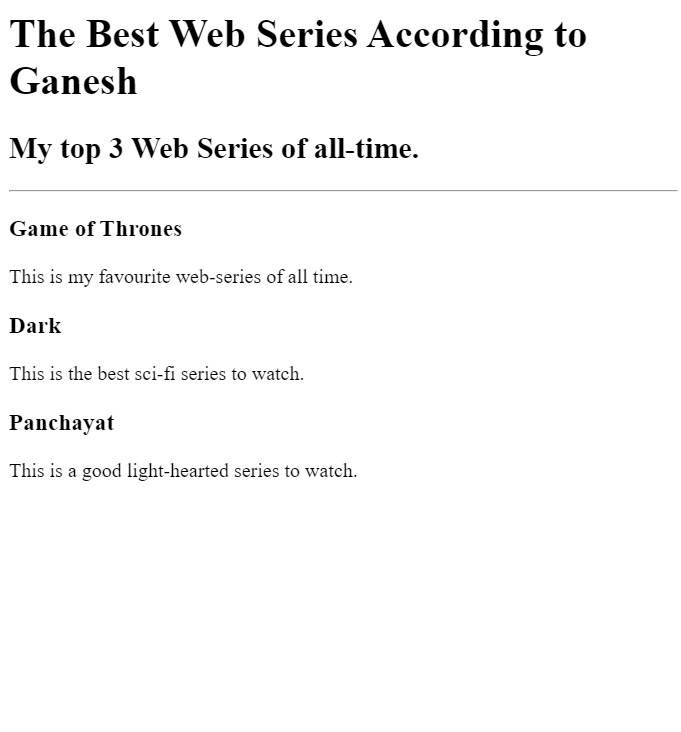 The Best Web Series According to
Ganesh
My top 3 Web Series of all-time.
Game of Thrones
This is my favourite web-series of all time.
Dark
This is the best sci-fi series to watch.
Panchayat
This is a good light-hearted series to watch.